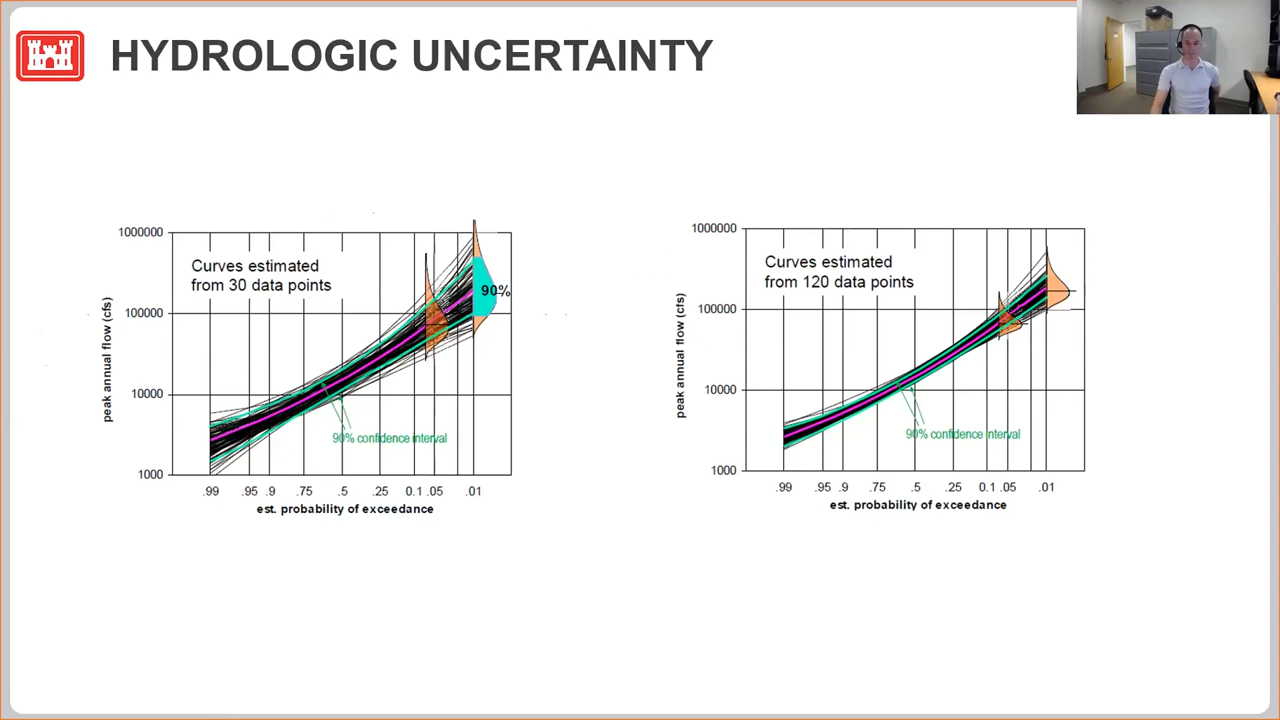 HYDROLOGIC UNCERTAINTY
1000000
100000
10000
1000
peak annual flow (cfs)
Curves estimated
from 30 data points
90%
90% confidence interval
.99 .95 .9 .75 .5 .25 0.1 .05 .01
est. probability of exceedance
1000000
100000
10000
1000
peak annual flow (cfs)
Curves estimated
from 120 data points
90% confidence interval
.99 .95 .9 .75 .5 .25 0.1 .05 .01
est. probability of exceedance